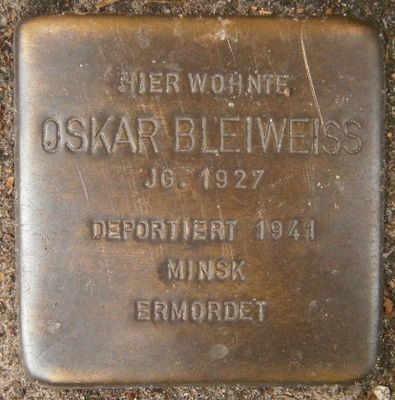 HIER WOHNTE
OSKAR BLEIWEISS
JG. 1927
DEPORTIERT 1941
MINSK
ERMORDET